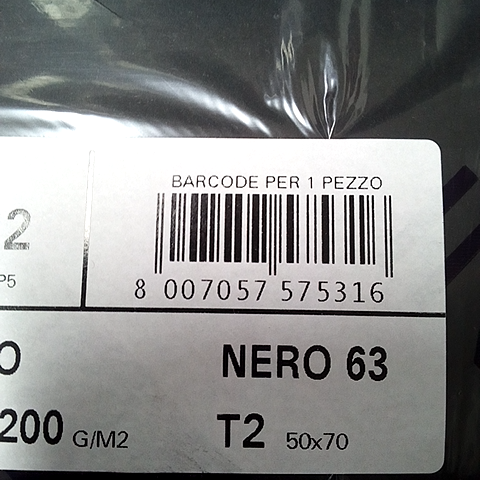 BARCODE PER 1 PEZZO
2
P5
8 007057 575316
O NERO 63
200 G/M2 T2 50x70